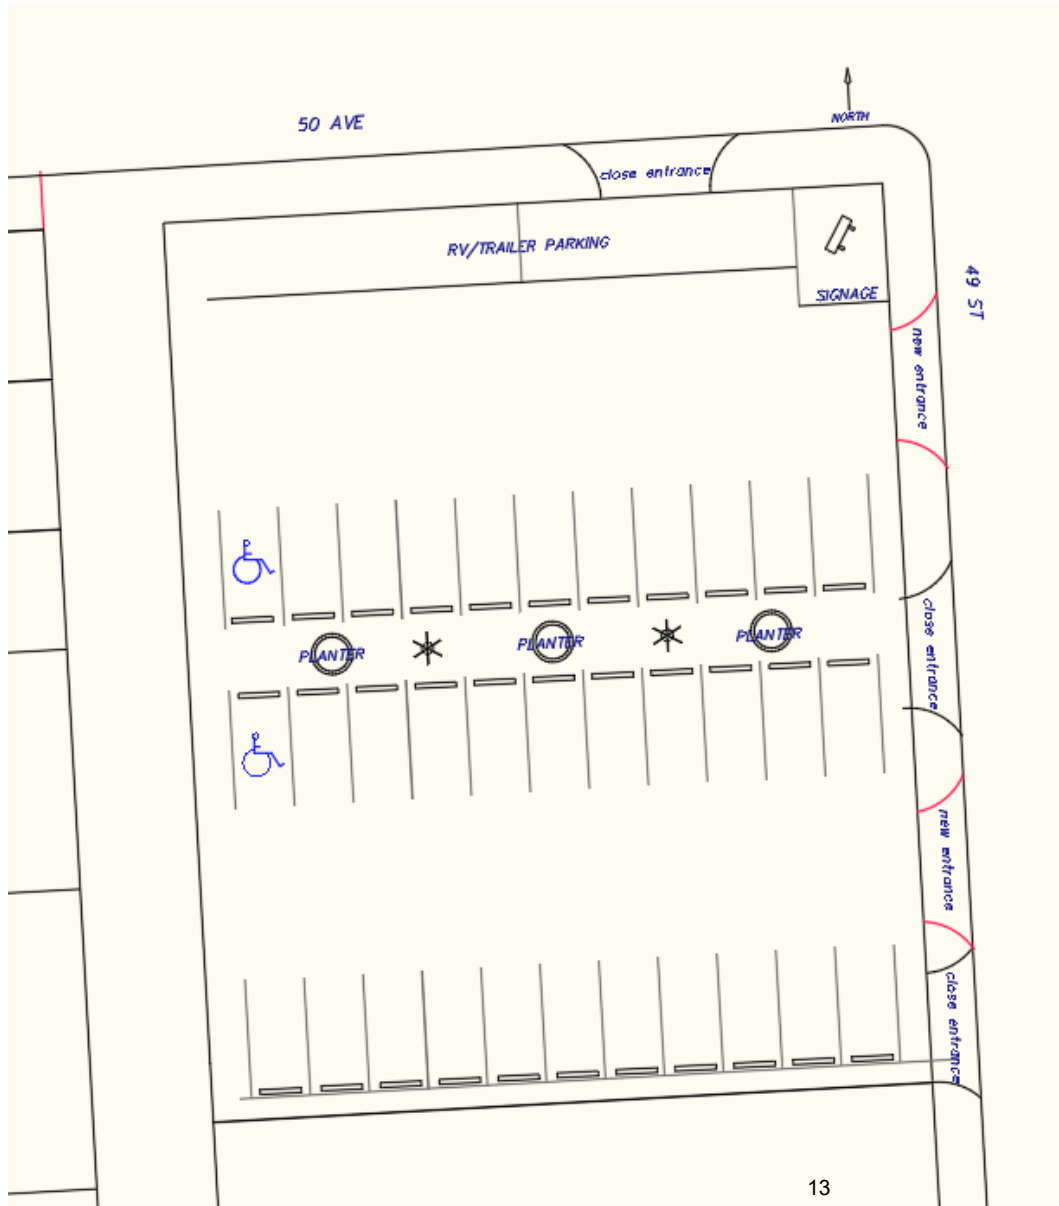 50 AVE
NORTH
close entrance
RV/TRAILER PARKING
SIGNAGE
49 ST
new entrance
close entrance
PLANTER
PLANTER
PLANTER
new entrance
close entrance
13